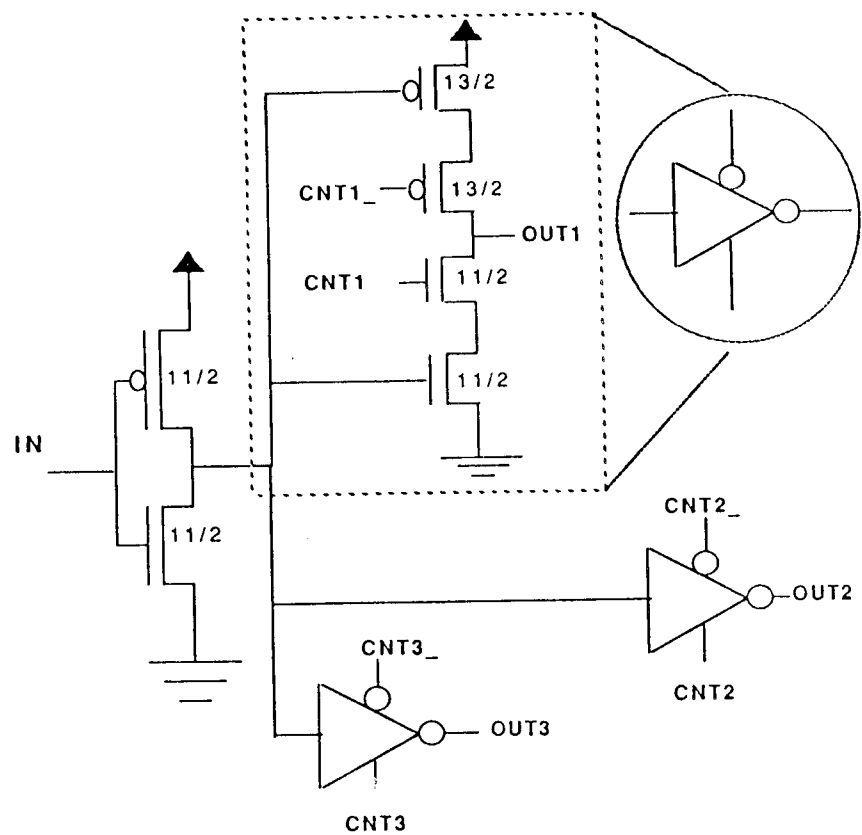 13/2
CNT1_
13/2
OUT1
CNT1
11/2
11/2
11/2
IN
11/2
CNT2_
OUT2
CNT2
CNT3_
OUT3
CNT3